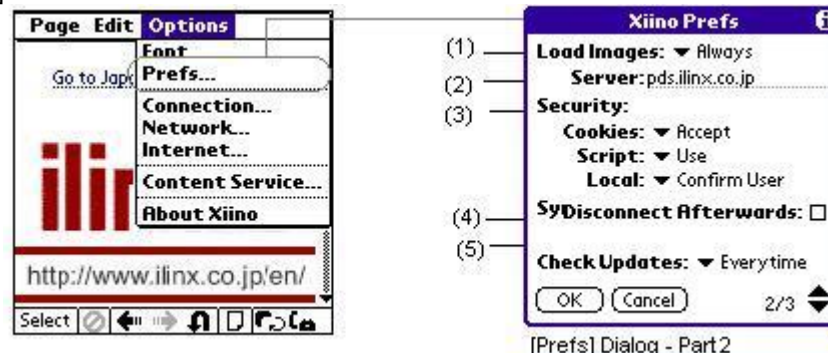 Page Edit Options
Font
Go to Jap
Prefs...
Connection...
Network...
Internet...
Content Service...
About Xiino
ilin
http://www.ilinx.co.jp/en/
Select
Xiino Prefs
(1)
Load Images: Always
(2)
Server: pds.ilinx.co.jp
(3)
Security:
Cookies: Accept
Script: Use
Local: Confirm User
(4)
SyDisconnect Afterwards:
(5)
Check Updates: Everytime
OK Cancel 2/3
[Prefs] Dialog - Part2